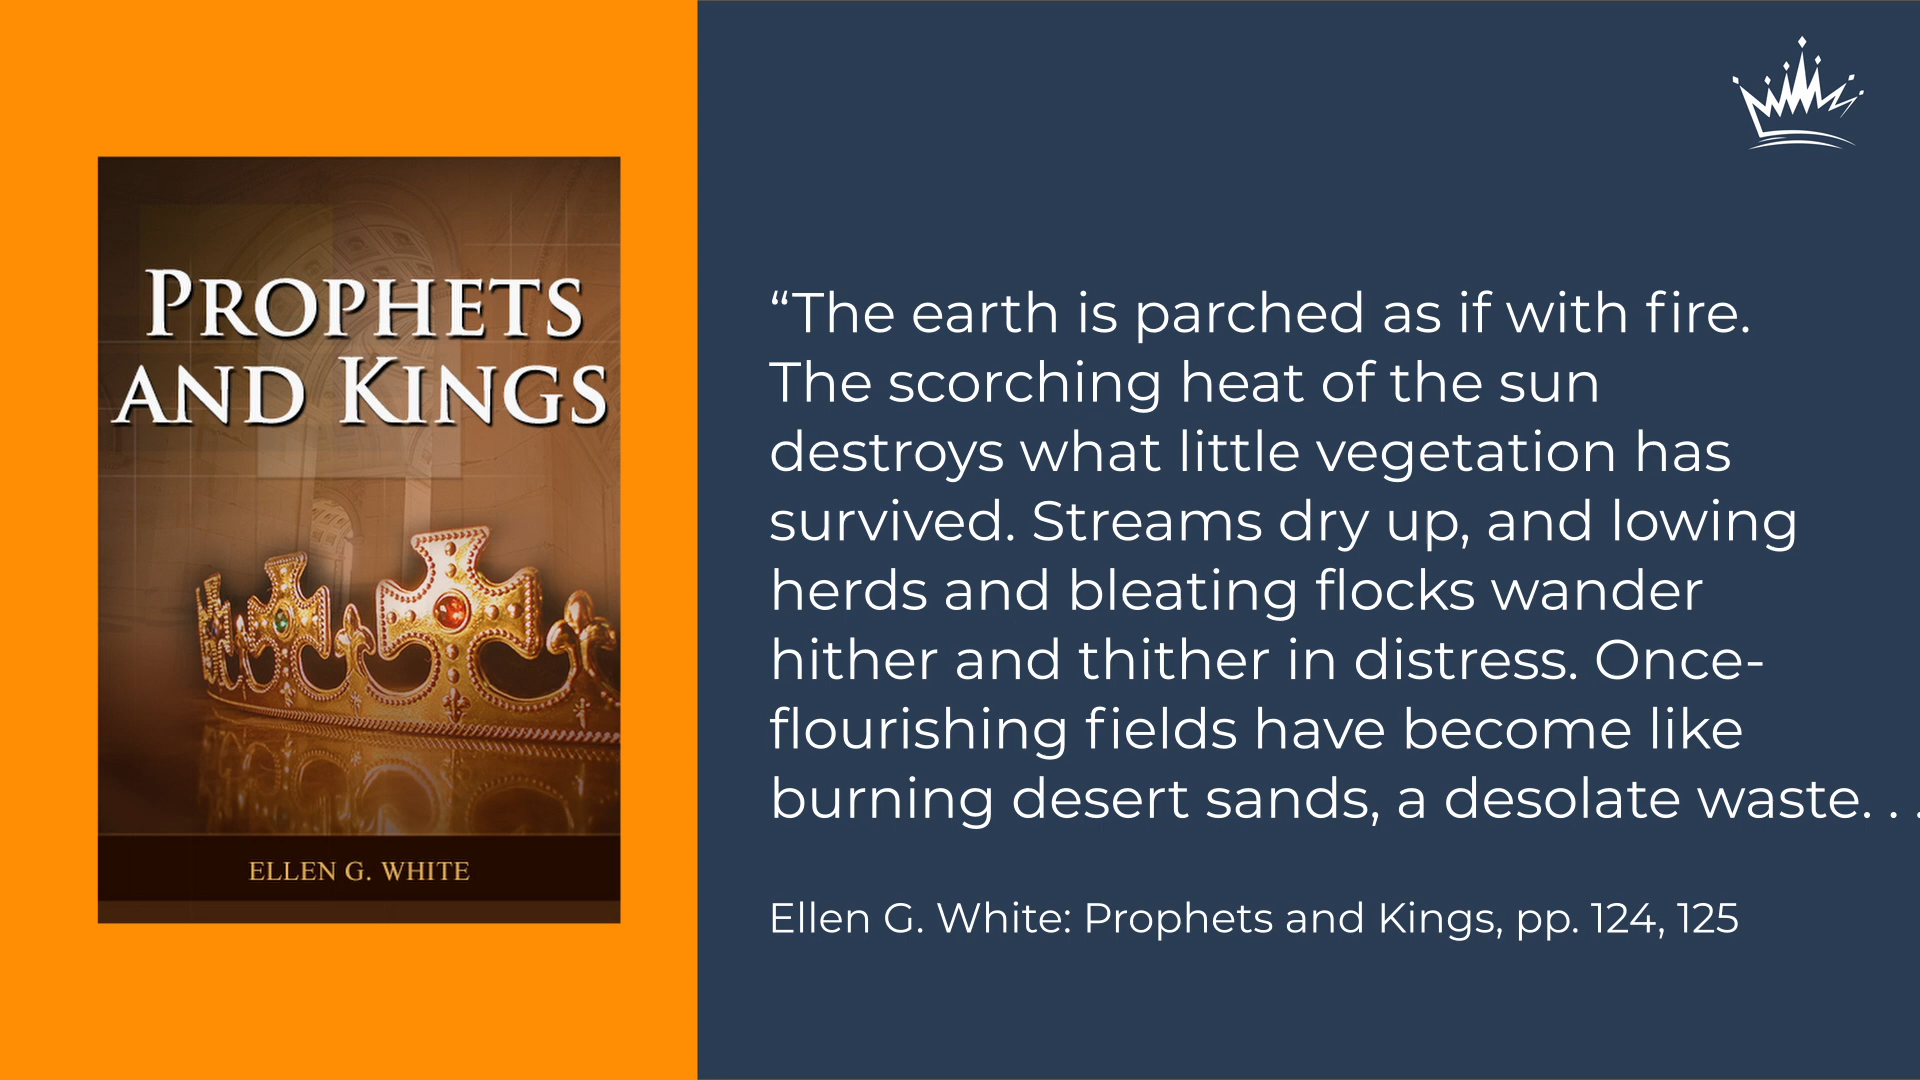 PROPHETS
AND KINGS
ELLEN G. WHITE
“The earth is parched as if with fire.
The scorching heat of the sun
destroys what little vegetation has
survived. Streams dry up, and lowing
herds and bleating flocks wander
hither and thither in distress. Once-
flourishing fields have become like
burning desert sands, a desolate waste. . .
Ellen G. White: Prophets and Kings, pp. 124, 125